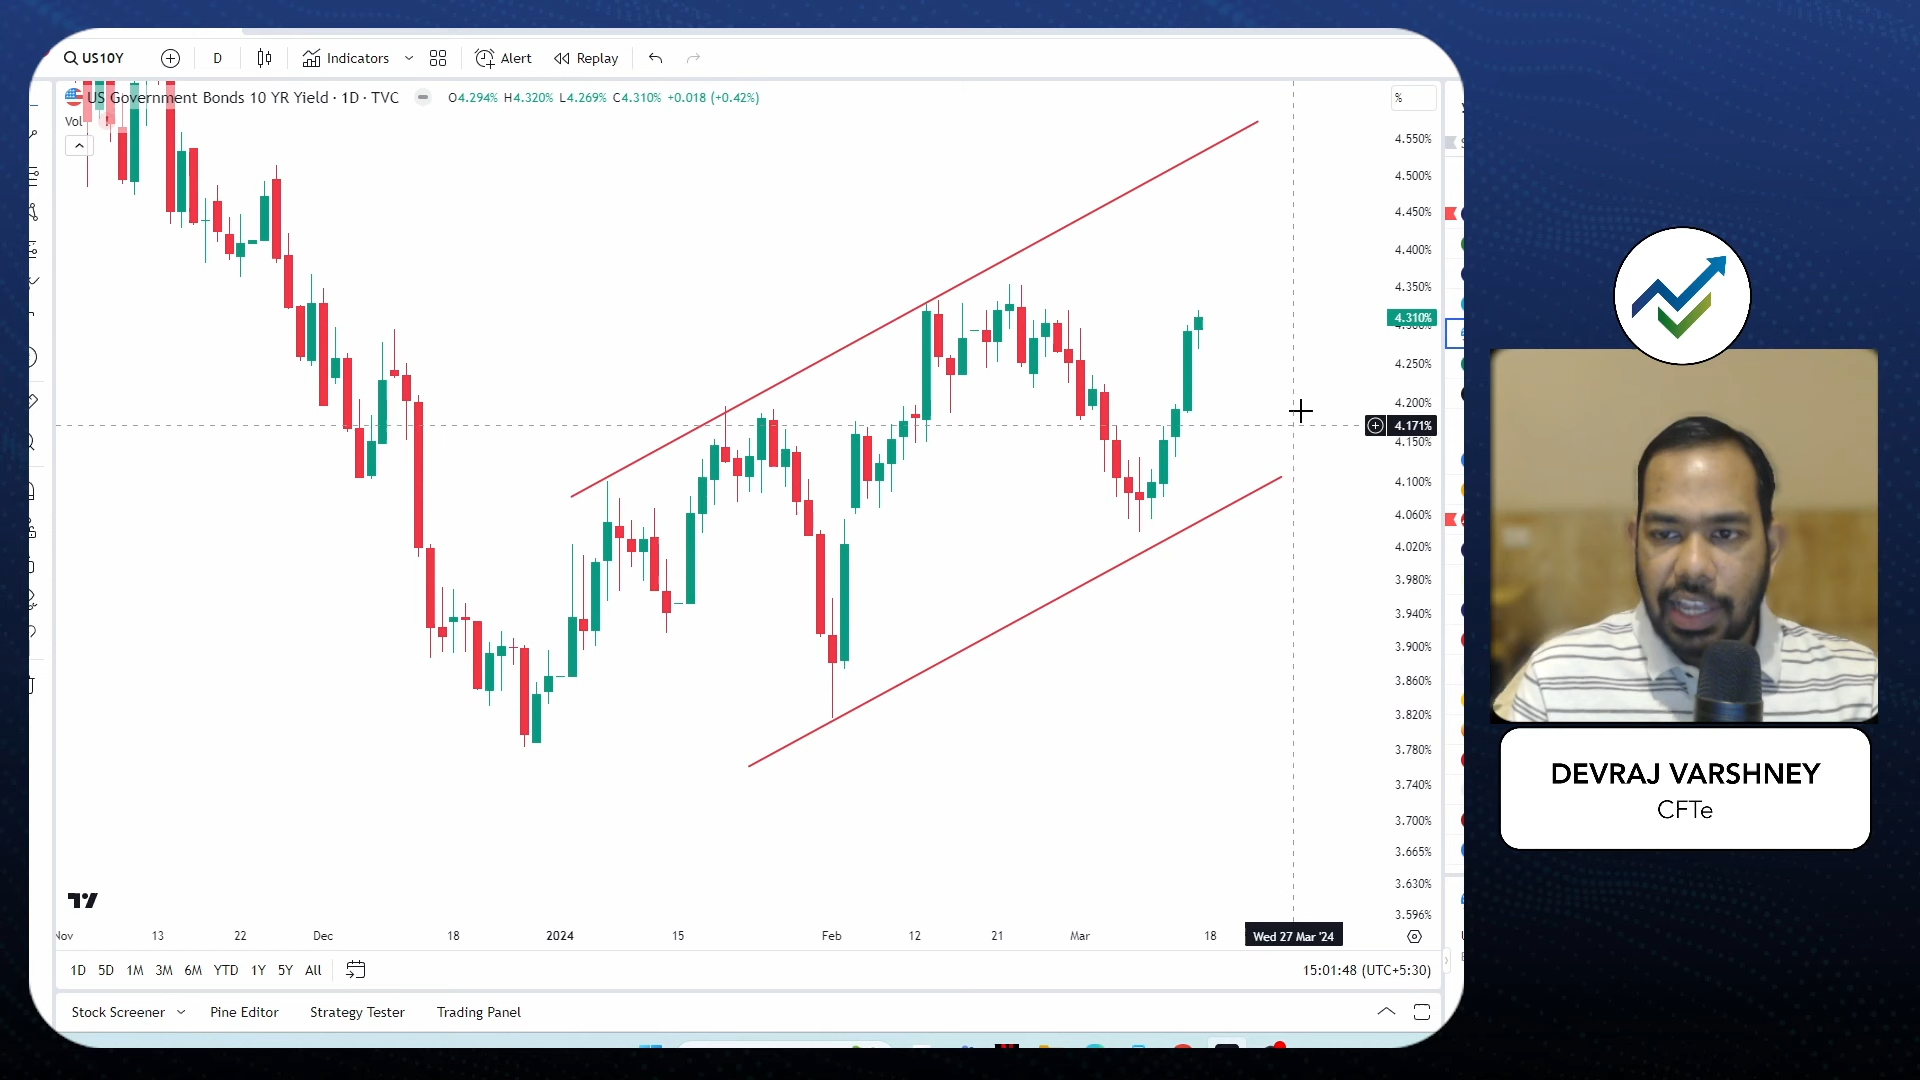 US10Y
D
Indicators
Alert
Replay
US Government Bonds 10 YR Yield · 1D · TVC
O4.294% H4.320% L4.269% C4.310% +0.018 (+0.42%)
%
Vol
4.550%
4.500%
4.450%
4.400%
4.350%
4.310%
4.250%
4.200%
4.171%
4.150%
4.100%
4.060%
4.020%
3.980%
3.940%
3.900%
3.860%
3.820%
3.780%
3.740%
3.700%
3.665%
3.630%
3.596%
DEVRAJ VARSHNEY
CFTe
Nov 13 22 Dec 18 2024 15 Feb 12 21 Mar 18 Wed 27 Mar '24
1D 5D 1M 3M 6M YTD 1Y 5Y All
15:01:48 (UTC+5:30)
Stock Screener Pine Editor Strategy Tester Trading Panel